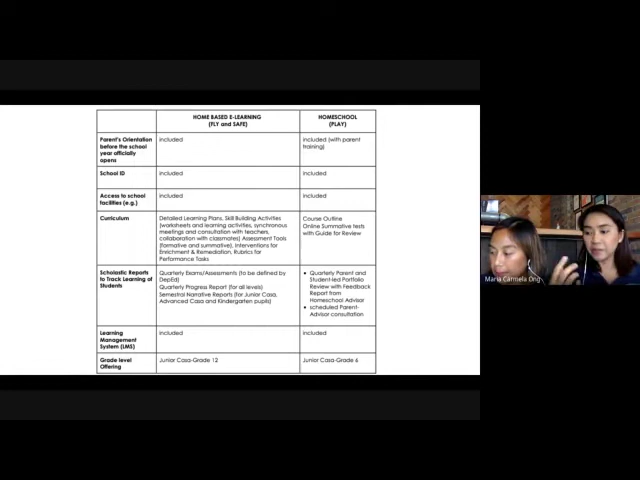 HOME BASED E-LEARNING
(FLY and SAFE)
HOMESCHOOL
(PLAY)
Parent's Orientation
before the school
year officially
opens
included
included (with parent
training)
School ID
included
included
Access to school
facilities (e.g.)
included
included
Curriculum
Detailed Learning Plans, Skill Building Activities
(worksheets and learning activities, synchronous
meetings and consultation with teachers,
collaboration with classmates) Assessment Tools
(formative and summative), Interventions for
Enrichment & Remediation, Rubrics for
Performance Tasks
Course Outline
Online Summative tests
with Guide for Review
Scholastic Reports
to Track Learning of
Students
Quarterly Exams/Assessments (to be defined by
DepEd)
Quarterly Progress Report (for all levels)
Semestral Narrative Reports (for Junior Casa,
Advanced Casa and Kindergarten pupils)
• Quarterly Parent and
Student-led Portfolio
Review with Feedback
Report from
Homeschool Advisor
• scheduled Parent-
Advisor consultation
Learning
Management
System (LMS)
included
included
Grade level
Offering
Junior Casa-Grade 12
Junior Casa-Grade 6
Maria Carmela Ong